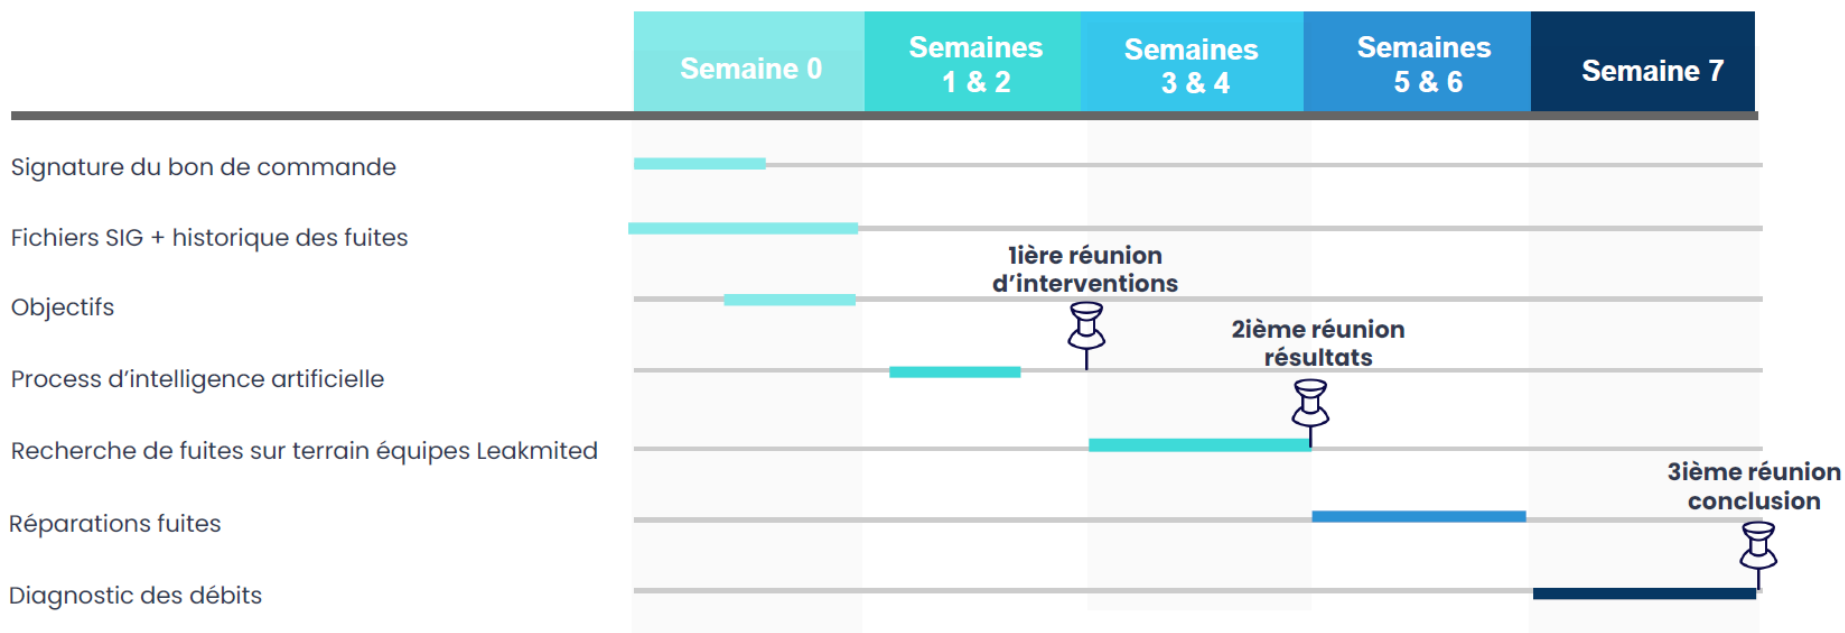 Semaine 0
Semaines
1 & 2
Semaines
3 & 4
Semaines
5 & 6
Semaine 7
Signature du bon de commande
Fichiers SIG + historique des fuites
1ière réunion
d'interventions
Objectifs
2ième réunion
résultats
Process d'intelligence artificielle
Recherche de fuites sur terrain équipes Leakmited
3ième réunion
conclusion
Réparations fuites
Diagnostic des débits